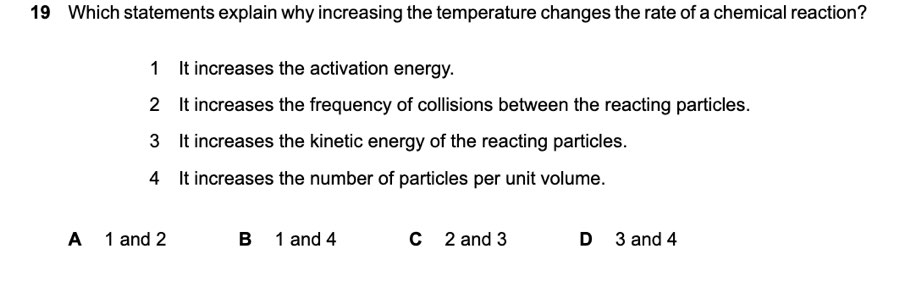 19 Which statements explain why increasing the temperature changes the rate of a chemical reaction?
1 It increases the activation energy.
2 It increases the frequency of collisions between the reacting particles.
3 It increases the kinetic energy of the reacting particles.
4 It increases the number of particles per unit volume.
A 1 and 2 B 1 and 4 C 2 and 3 D 3 and 4